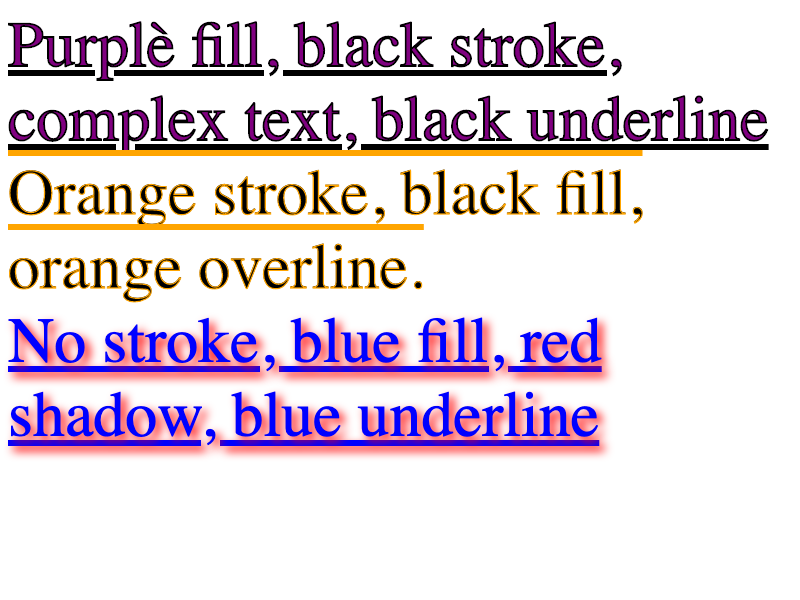 Purplè fill, black stroke,
complex text, black underline
Orange stroke, black fill,
orange overline.
No stroke, blue fill, red
shadow, blue underline